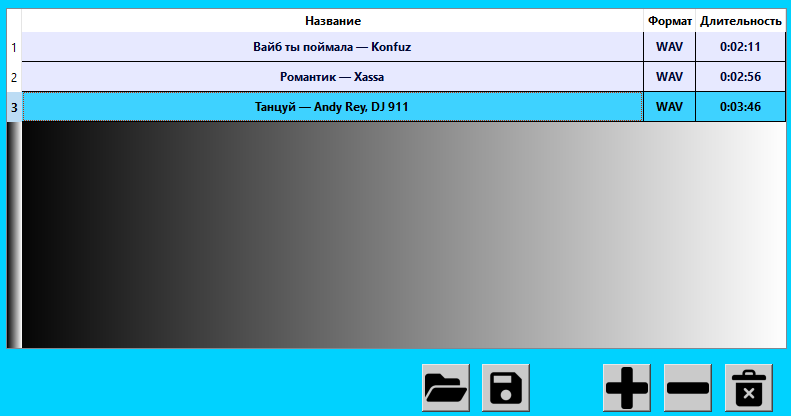 Название Формат Длительность
1 Вайб ты поймала — Konfuz WAV 0:02:11
2 Романтик — Xassa WAV 0:02:56
3 Танцуй — Andy Rey, DJ 911 WAV 0:03:46